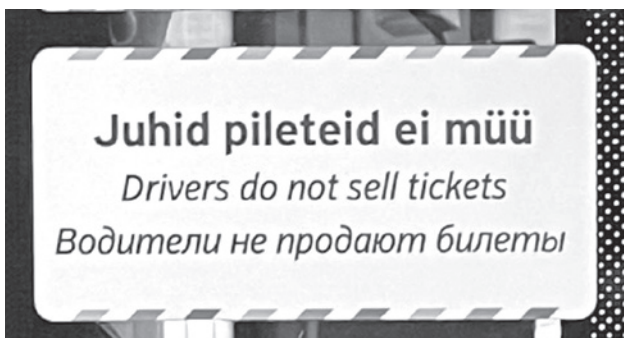 Juhid pileteid ei müü
Drivers do not sell tickets
Водители не продают билеты